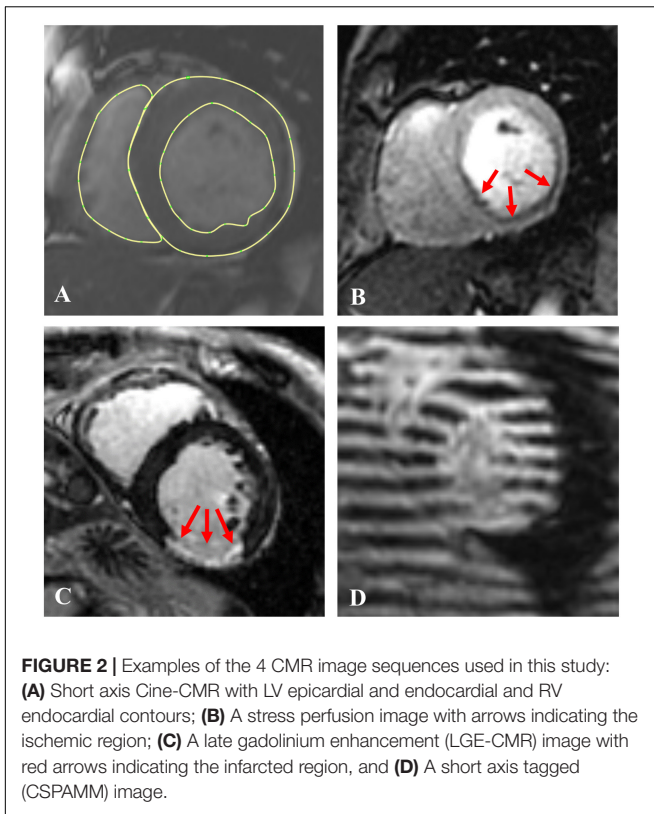 A
B
C
D
FIGURE 2 | Examples of the 4 CMR image sequences used in this study:
(A) Short axis Cine-CMR with LV epicardial and endocardial and RV
endocardial contours; (B) A stress perfusion image with arrows indicating the
ischemic region; (C) A late gadolinium enhancement (LGE-CMR) image with
red arrows indicating the infarcted region, and (D) A short axis tagged
(CSPAMM) image.